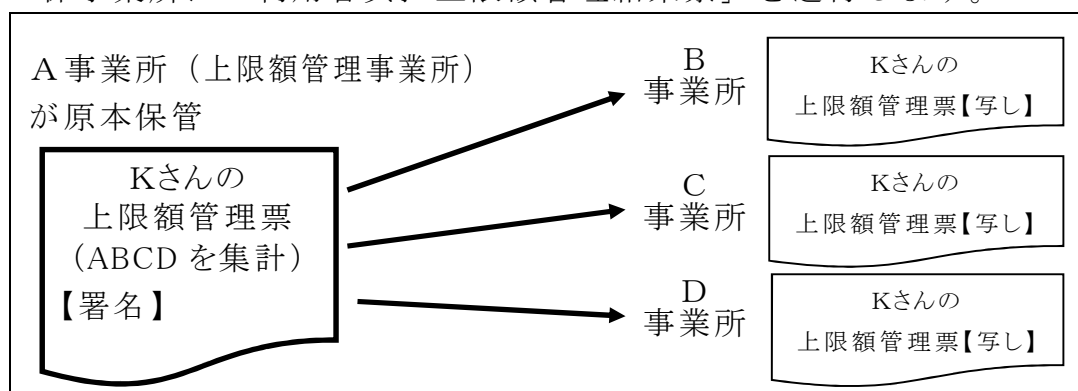 A事業所（上限額管理事業所）
が原本保管
Kさんの
上限額管理票
（ABCDを集計）
【署名】
B
事業所
Kさんの
上限額管理票【写し】
C
事業所
Kさんの
上限額管理票【写し】
D
事業所
Kさんの
上限額管理票【写し】